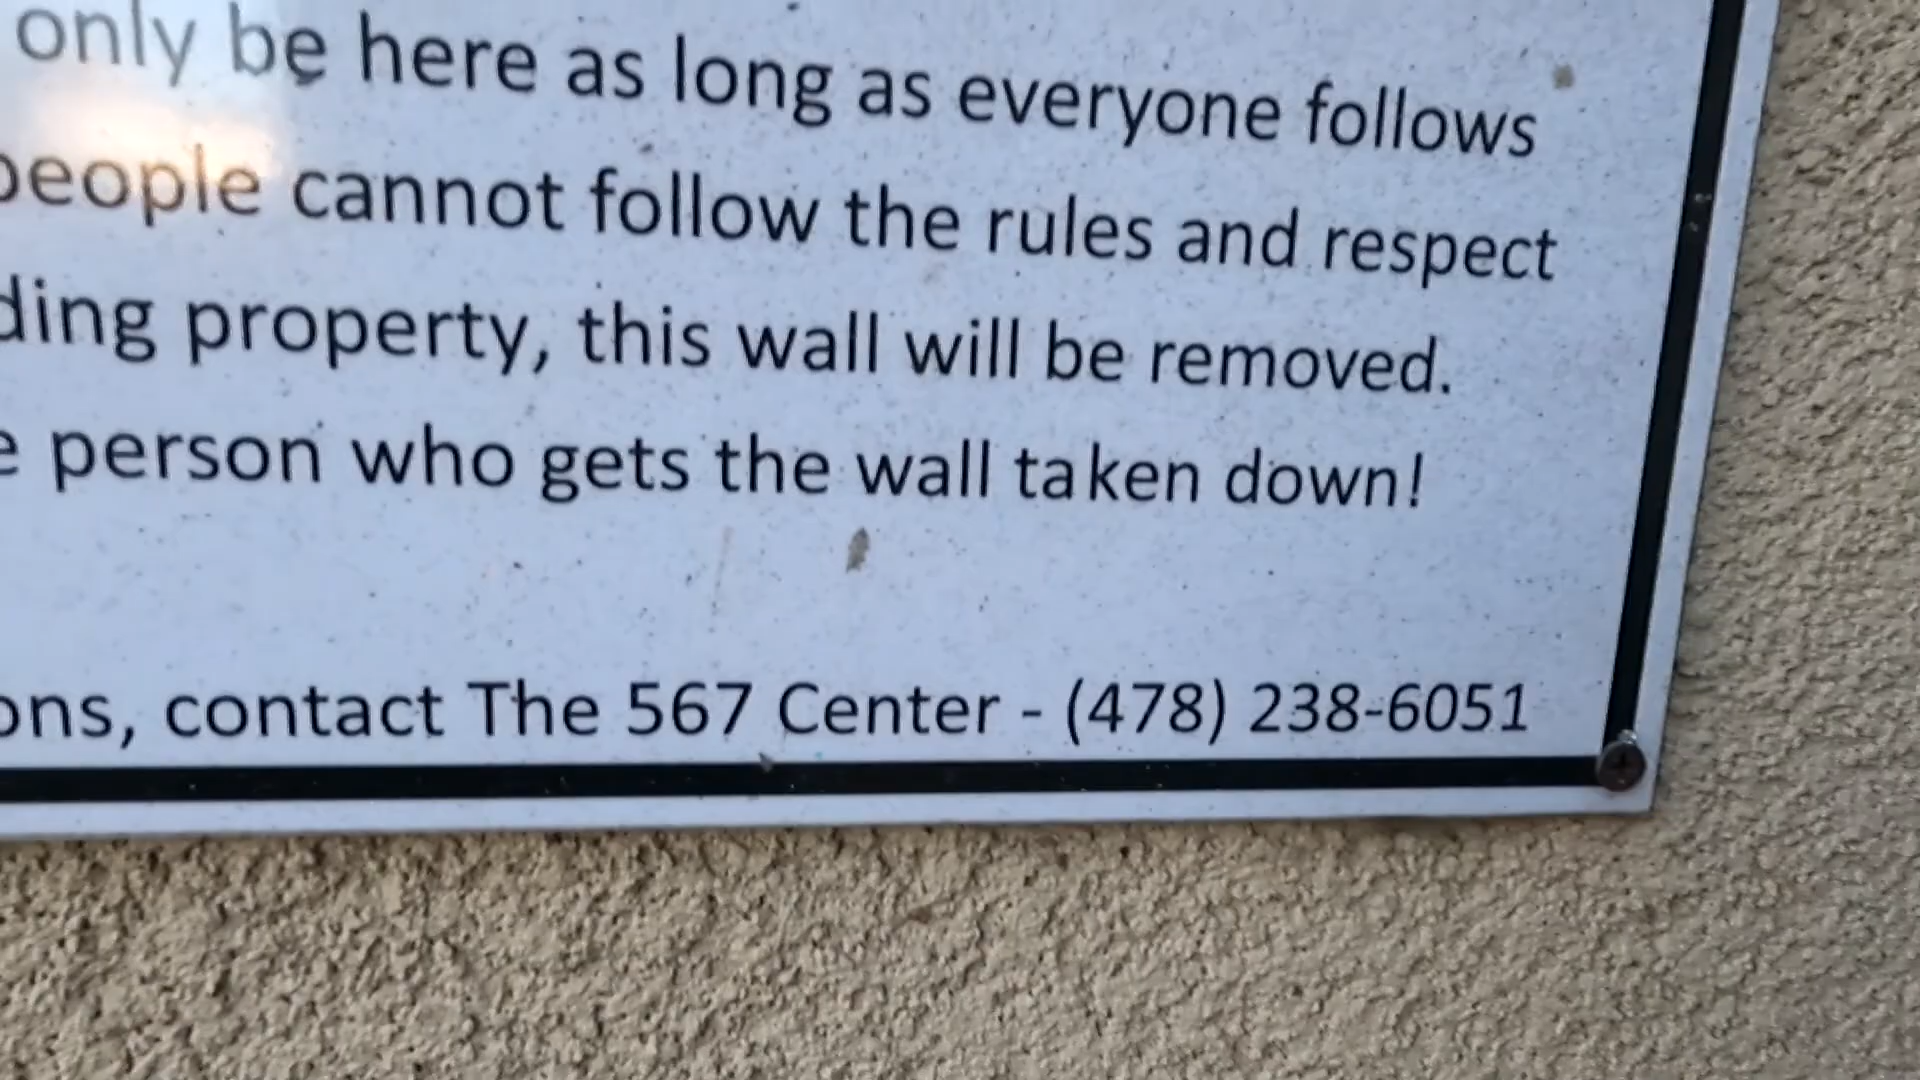 only be here as long as everyone follows
people cannot follow the rules and respect
ding property, this wall will be removed.
e person who gets the wall taken down!
ons, contact The 567 Center - (478) 238-6051